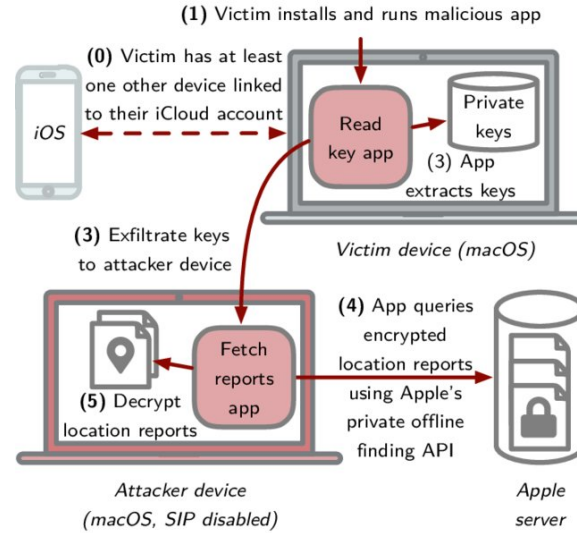 (1) Victim installs and runs malicious app
(0) Victim has at least
one other device linked
to their iCloud account
iOS
Read
key app
Private
keys
(3) App
extracts keys
Victim device (macOS)
(3) Exfiltrate keys
to attacker device
Fetch
reports
app
(5) Decrypt
location reports
(4) App queries
encrypted
location reports
using Apple's
private offline
finding API
Attacker device
(macOS, SIP disabled)
Apple
server